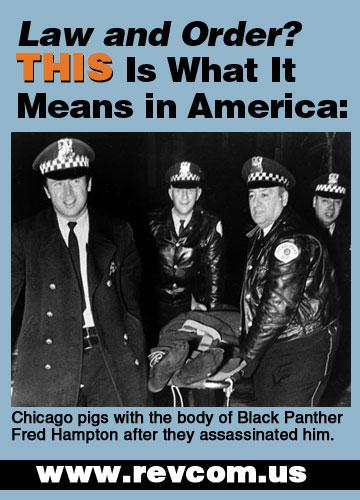 Law and Order?
THIS Is What It
Means in America:
Chicago pigs with the body of Black Panther
Fred Hampton after they assassinated him.
www.revcom.us